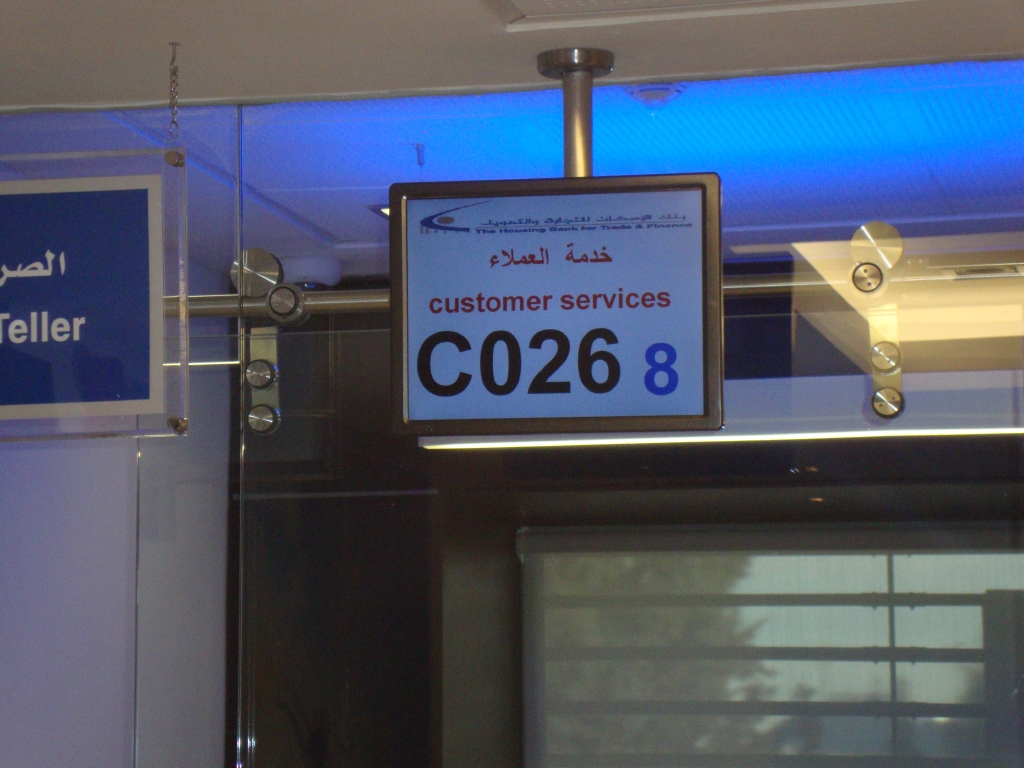 الصر
Teller
بنك الإسكان للتجارة والتمويل
The Housing Bank for Trade & Finance
خدمة العملاء
customer services
C026 8